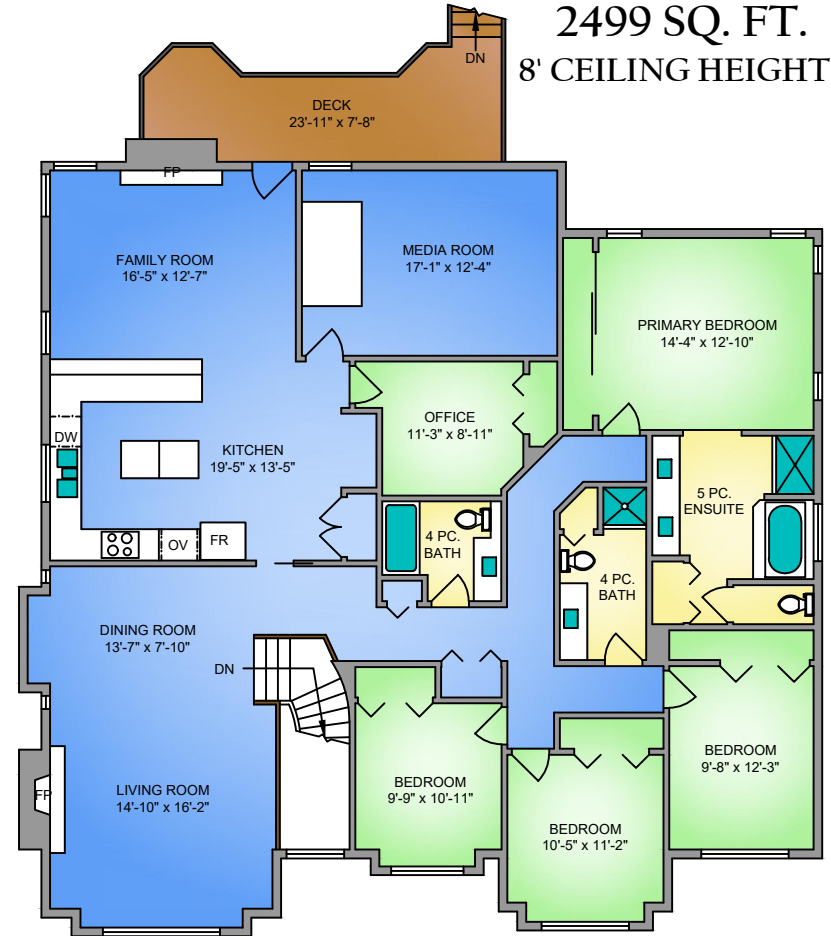 2499 SQ. FT.
8' CEILING HEIGHT
DN
DECK
23'-11" x 7'-8"
FP
FAMILY ROOM
16'-5" x 12'-7"
MEDIA ROOM
17'-1" x 12'-4"
PRIMARY BEDROOM
14'-4" x 12'-10"
OFFICE
11'-3" x 8'-11"
DW
KITCHEN
19'-5" x 13'-5"
5 PC.
ENSUITE
OV
FR
4 PC.
BATH
4 PC.
BATH
DINING ROOM
13'-7" x 7'-10"
DN
BEDROOM
9'-8" x 12'-3"
LIVING ROOM
14'-10" x 16'-2"
FP
BEDROOM
9'-9" x 10'-11"
BEDROOM
10'-5" x 11'-2"